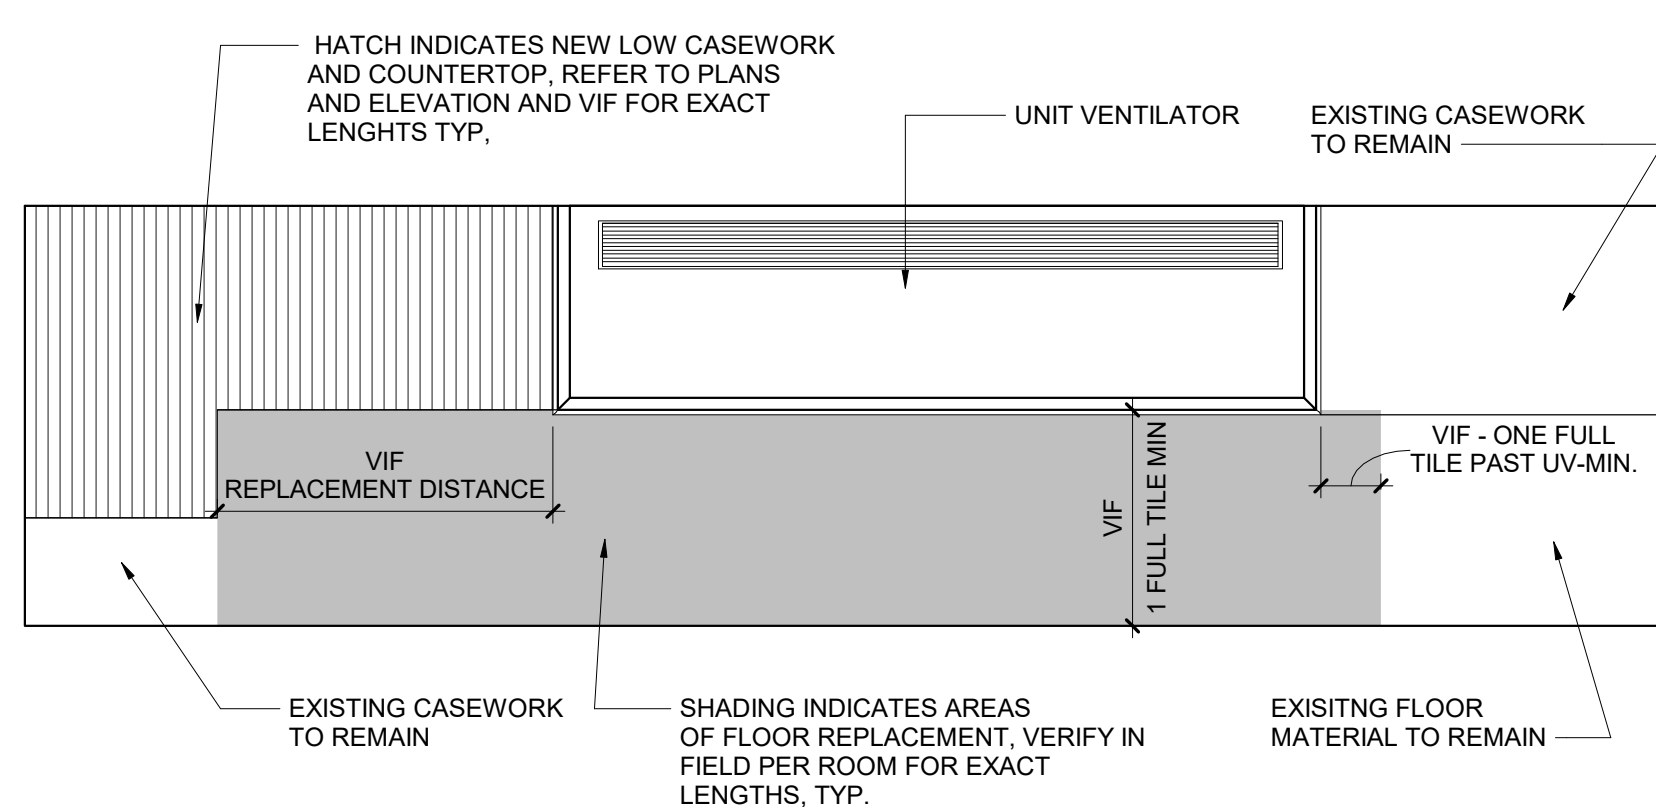 HATCH INDICATES NEW LOW CASEWORK
AND COUNTERTOP, REFER TO PLANS
AND ELEVATION AND VIF FOR EXACT
LENGHTS TYP,
UNIT VENTILATOR
EXISTING CASEWORK
TO REMAIN
VIF
REPLACEMENT DISTANCE
VIF
1 FULL TILE MIN
VIF - ONE FULL
TILE PAST UV-MIN.
EXISTING CASEWORK
TO REMAIN
SHADING INDICATES AREAS
OF FLOOR REPLACEMENT, VERIFY IN
FIELD PER ROOM FOR EXACT
LENGTHS, TYP.
EXISITNG FLOOR
MATERIAL TO REMAIN